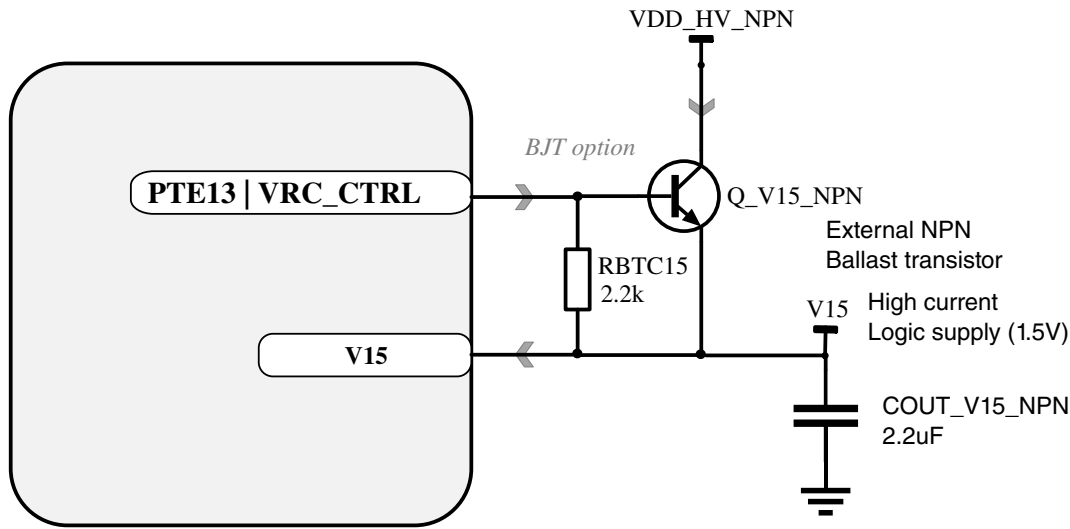 VDD_HV_NPN
BJT option
PTE13 | VRC_CTRL
Q_V15_NPN
External NPN
Ballast transistor
RBTC15
2.2k
V15
High current
Logic supply (1.5V)
V15
COUT_V15_NPN
2.2uF